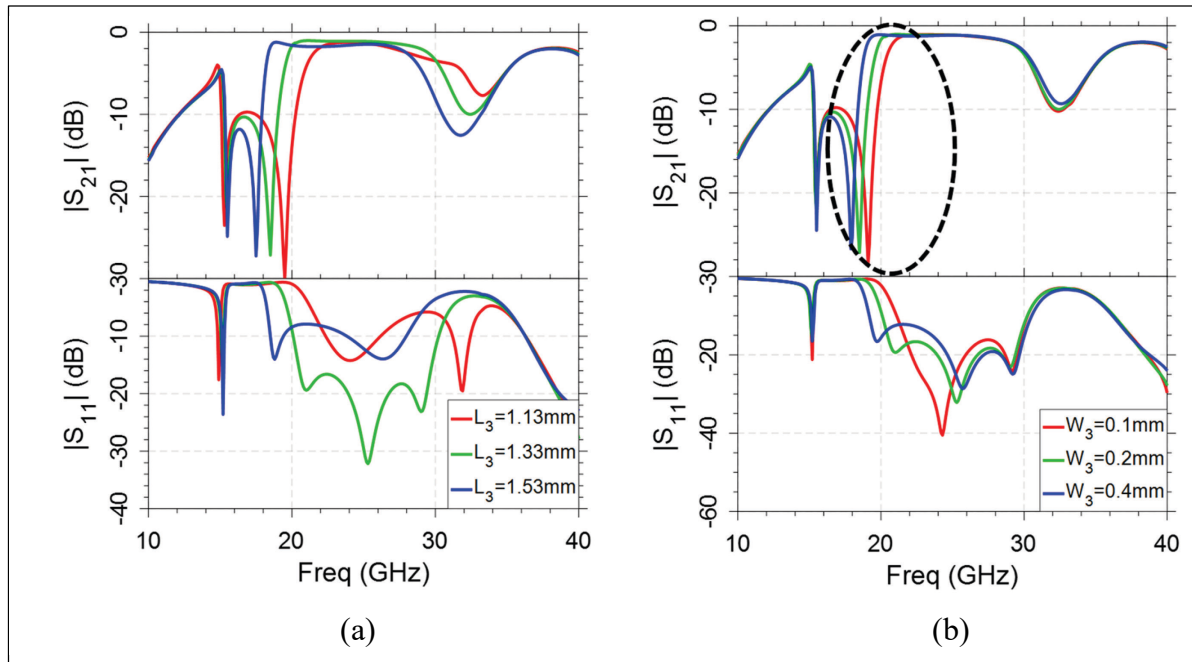 0
-10
-20
-30
|S21| (dB)
-10
-20
-30
-40
|S11| (dB)
10 20 30 40
Freq (GHz)
L3=1.13mm
L3=1.33mm
L3=1.53mm
(a)
0
-10
-20
-30
|S21| (dB)
-20
-40
-60
|S11| (dB)
10 20 30 40
Freq (GHz)
W3=0.1mm
W3=0.2mm
W3=0.4mm
(b)